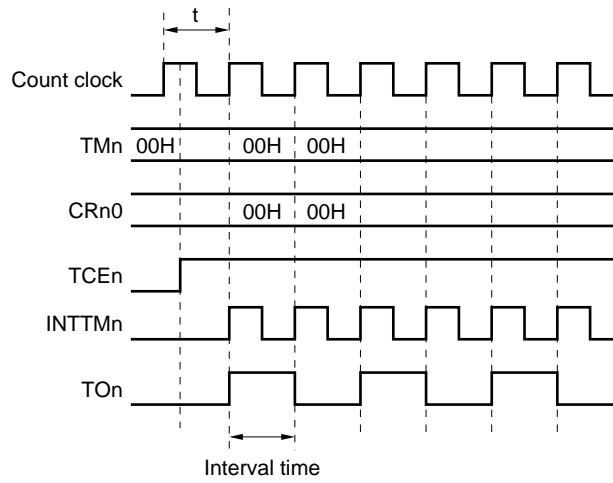 t
Count clock
TMn 00H 00H 00H
CRn0 00H 00H
TCEn
INTTMn
TOn
Interval time